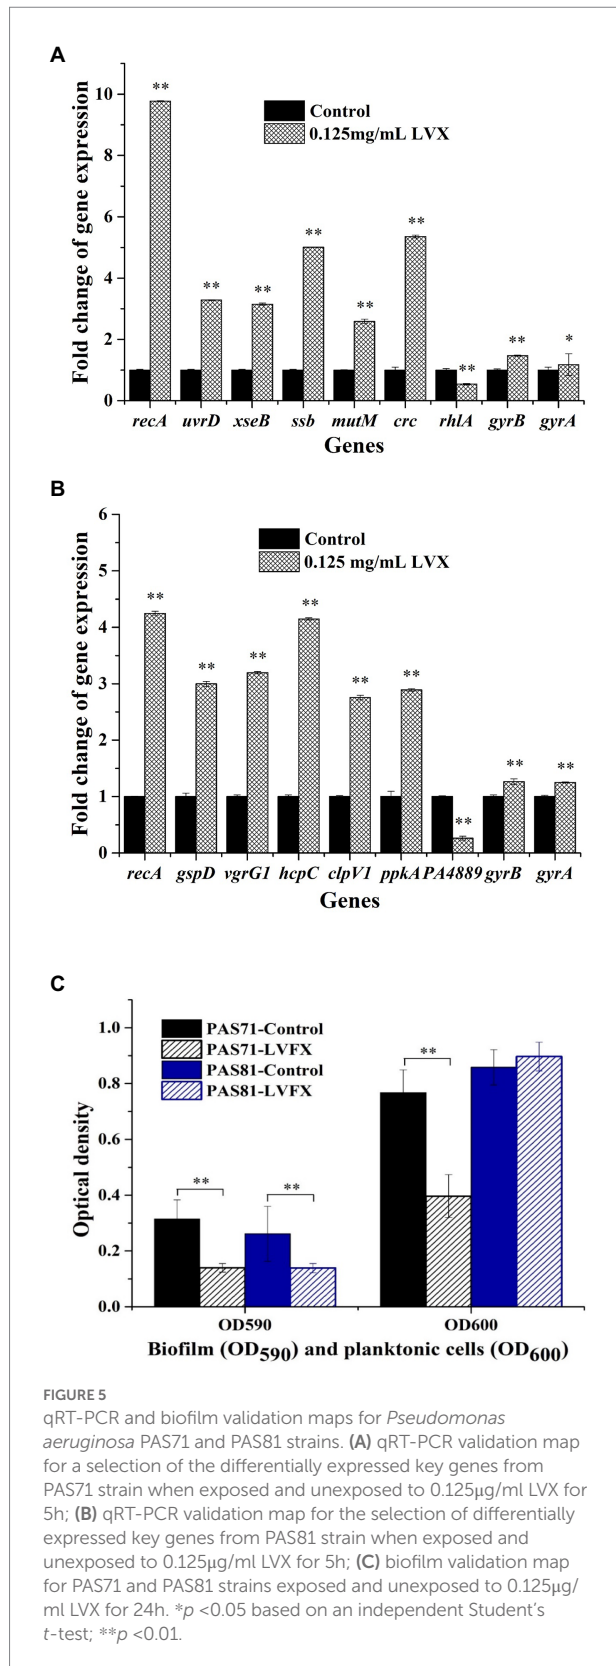 A
**
Control
0.125mg/mL LVX
**
**
**
**
**
**
**
*
Fold change of gene expression
10
8
6
4
2
0
recA uvrD xseB ssb mutM crc rhlA gyrB gyrA
Genes
B
Control
0.125 mg/mL LVX
**
**
**
**
**
**
**
**
**
Fold change of gene expression
6
5
4
3
2
1
0
recA gspD vgrG1 hcpC clpV1 ppkA PA4889 gyrB gyrA
Genes
C
PAS71-Control
PAS71-LVFX
PAS81-Control
PAS81-LVFX
**
**
**
Optical density
1.0
0.8
0.6
0.4
0.2
0.0
OD590 OD600
Biofilm (OD590) and planktonic cells (OD600)
FIGURE 5
qRT-PCR and biofilm validation maps for Pseudomonas
aeruginosa PAS71 and PAS81 strains. (A) qRT-PCR validation map
for a selection of the differentially expressed key genes from
PAS71 strain when exposed and unexposed to 0.125μg/ml LVX for
5h; (B) qRT-PCR validation map for the selection of differentially
expressed key genes from PAS81 strain when exposed and
unexposed to 0.125μg/ml LVX for 5h; (C) biofilm validation map
for PAS71 and PAS81 strains exposed and unexposed to 0.125μg/
ml LVX for 24h. *p <0.05 based on an independent Student's
t-test; **p <0.01.